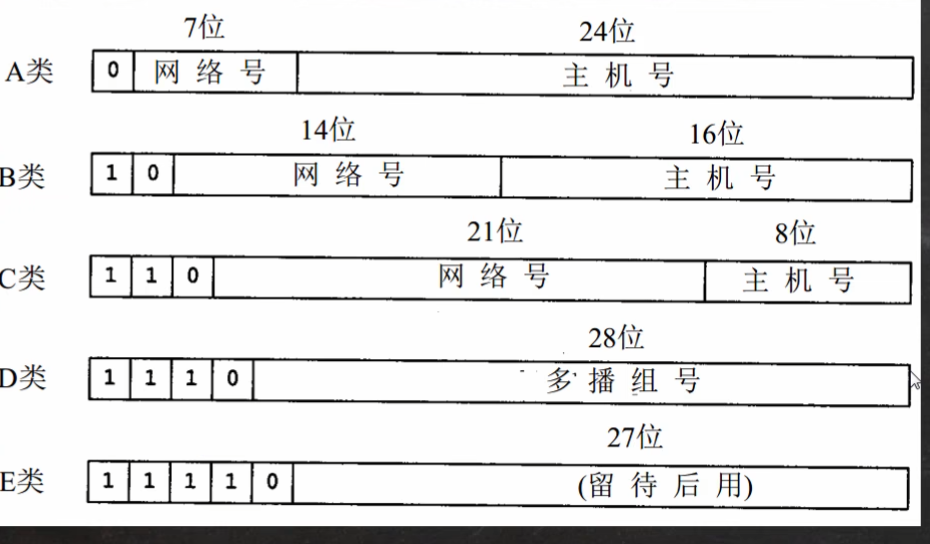 7位 24位
A类 0 网络号 主机号
14位 16位
B类 1 0 网络号 主机号
21位 8位
C类 1 1 0 网络号 主机号
28位
D类 1 1 1 0 多播组号
27位
E类 1 1 1 1 0 (留待后用)